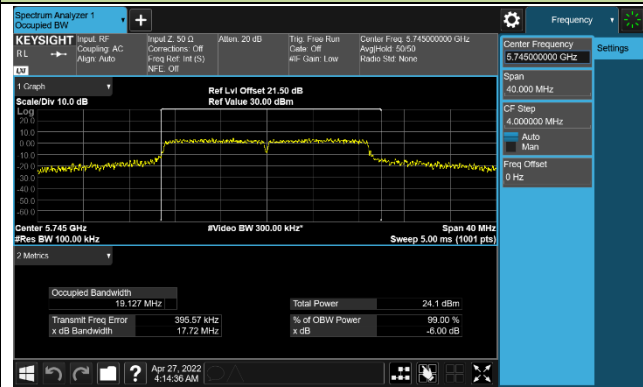 Spectrum Analyzer 1
Occupied BW
+
Frequency
KEYSIGHT
RL
LXI
Input: RF
Coupling: AC
Align: Auto
Input Z: 50 Ω
Corrections: Off
Freq Ref: Int (S)
NFE: Off
Atten: 20 dB
Trig: Free Run
Gate: Off
#IF Gain: Low
Center Freq: 5.745000000 GHz
Avg|Hold: 50/50
Radio Std: None
Center Frequency
5.745000000 GHz
Settings
Span
40.000 MHz
CF Step
4.000000 MHz
Auto
Man
Freq Offset
0 Hz
1 Graph
Scale/Div 10.0 dB
Ref Lvl Offset 21.50 dB
Ref Value 30.00 dBm
Log
20.0
10.0
0.00
-10.0
-20.0
-30.0
-40.0
-50.0
-60.0
Center 5.745 GHz
#Video BW 300.00 kHz*
Span 40 MHz
#Res BW 100.00 kHz
Sweep 5.00 ms (1001 pts)
2 Metrics
Occupied Bandwidth
19.127 MHz
Total Power 24.1 dBm
Transmit Freq Error 395.57 kHz
% of OBW Power 99.00 %
x dB Bandwidth 17.72 MHz
x dB -6.00 dB
?
Apr 27, 2022
4:14:36 AM